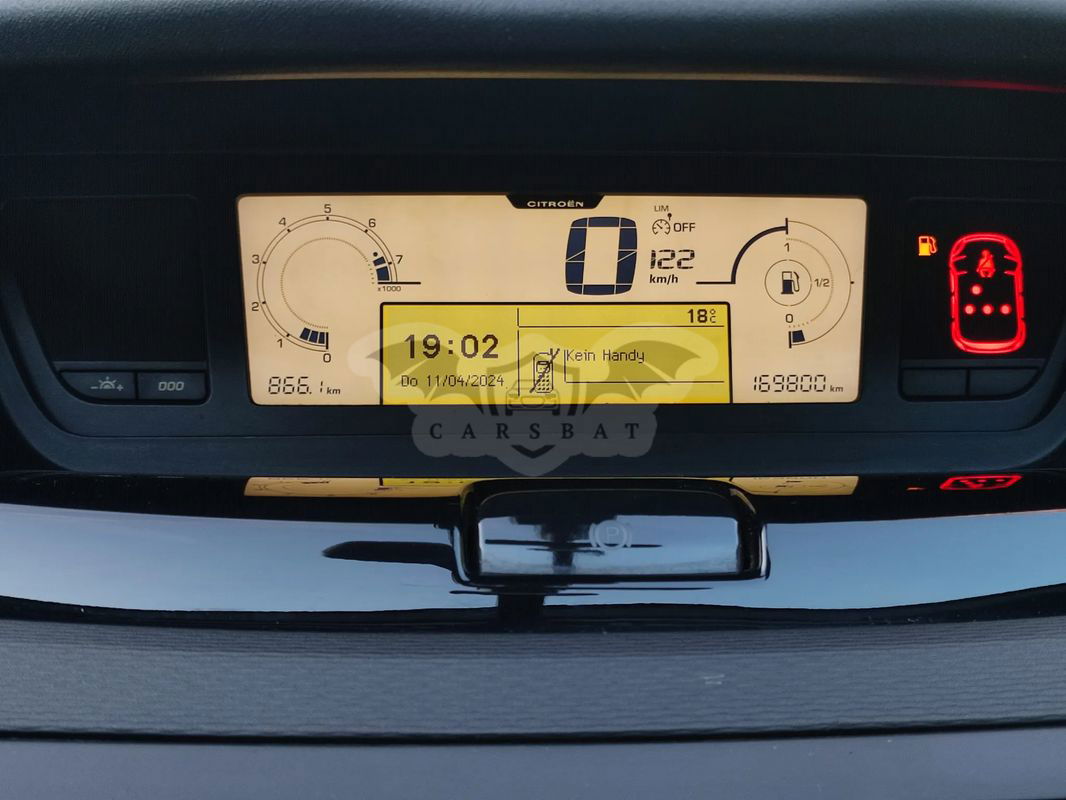 CITROËN
5
4
6
3
7
x1000
2
1
0
866.1 km
LIM
OFF
0
122
km/h
1
1/2
0
169800 km
18°C
19:02
Do 11/04/2024
Kein Handy
000
CARSBAT
P